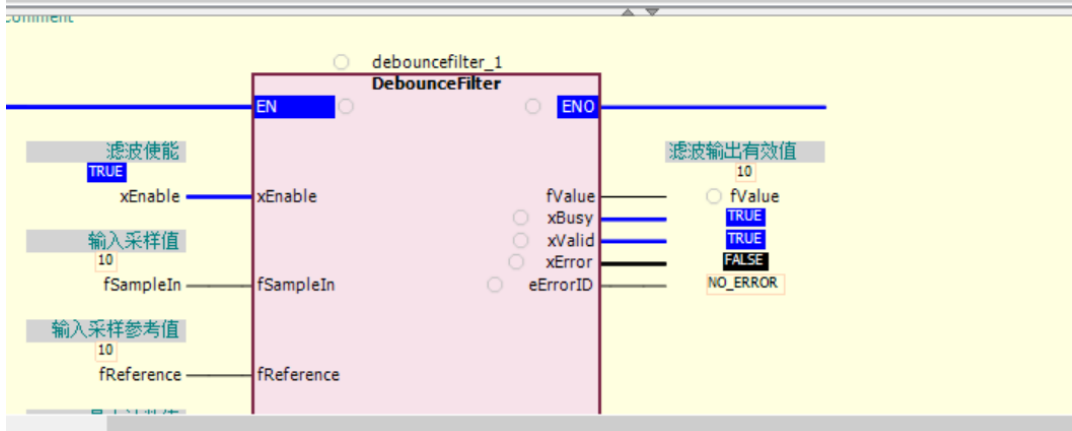 comment
debouncefilter_1
DebounceFilter
EN
ENO
滤波使能
TRUE
xEnable
xEnable
滤波输出有效值
10
fValue
fValue
xBusy
TRUE
xValid
TRUE
输入采样值
10
fSampleIn
fSampleIn
xError
FALSE
eErrorID
NO_ERROR
输入采样参考值
10
fReference
fReference